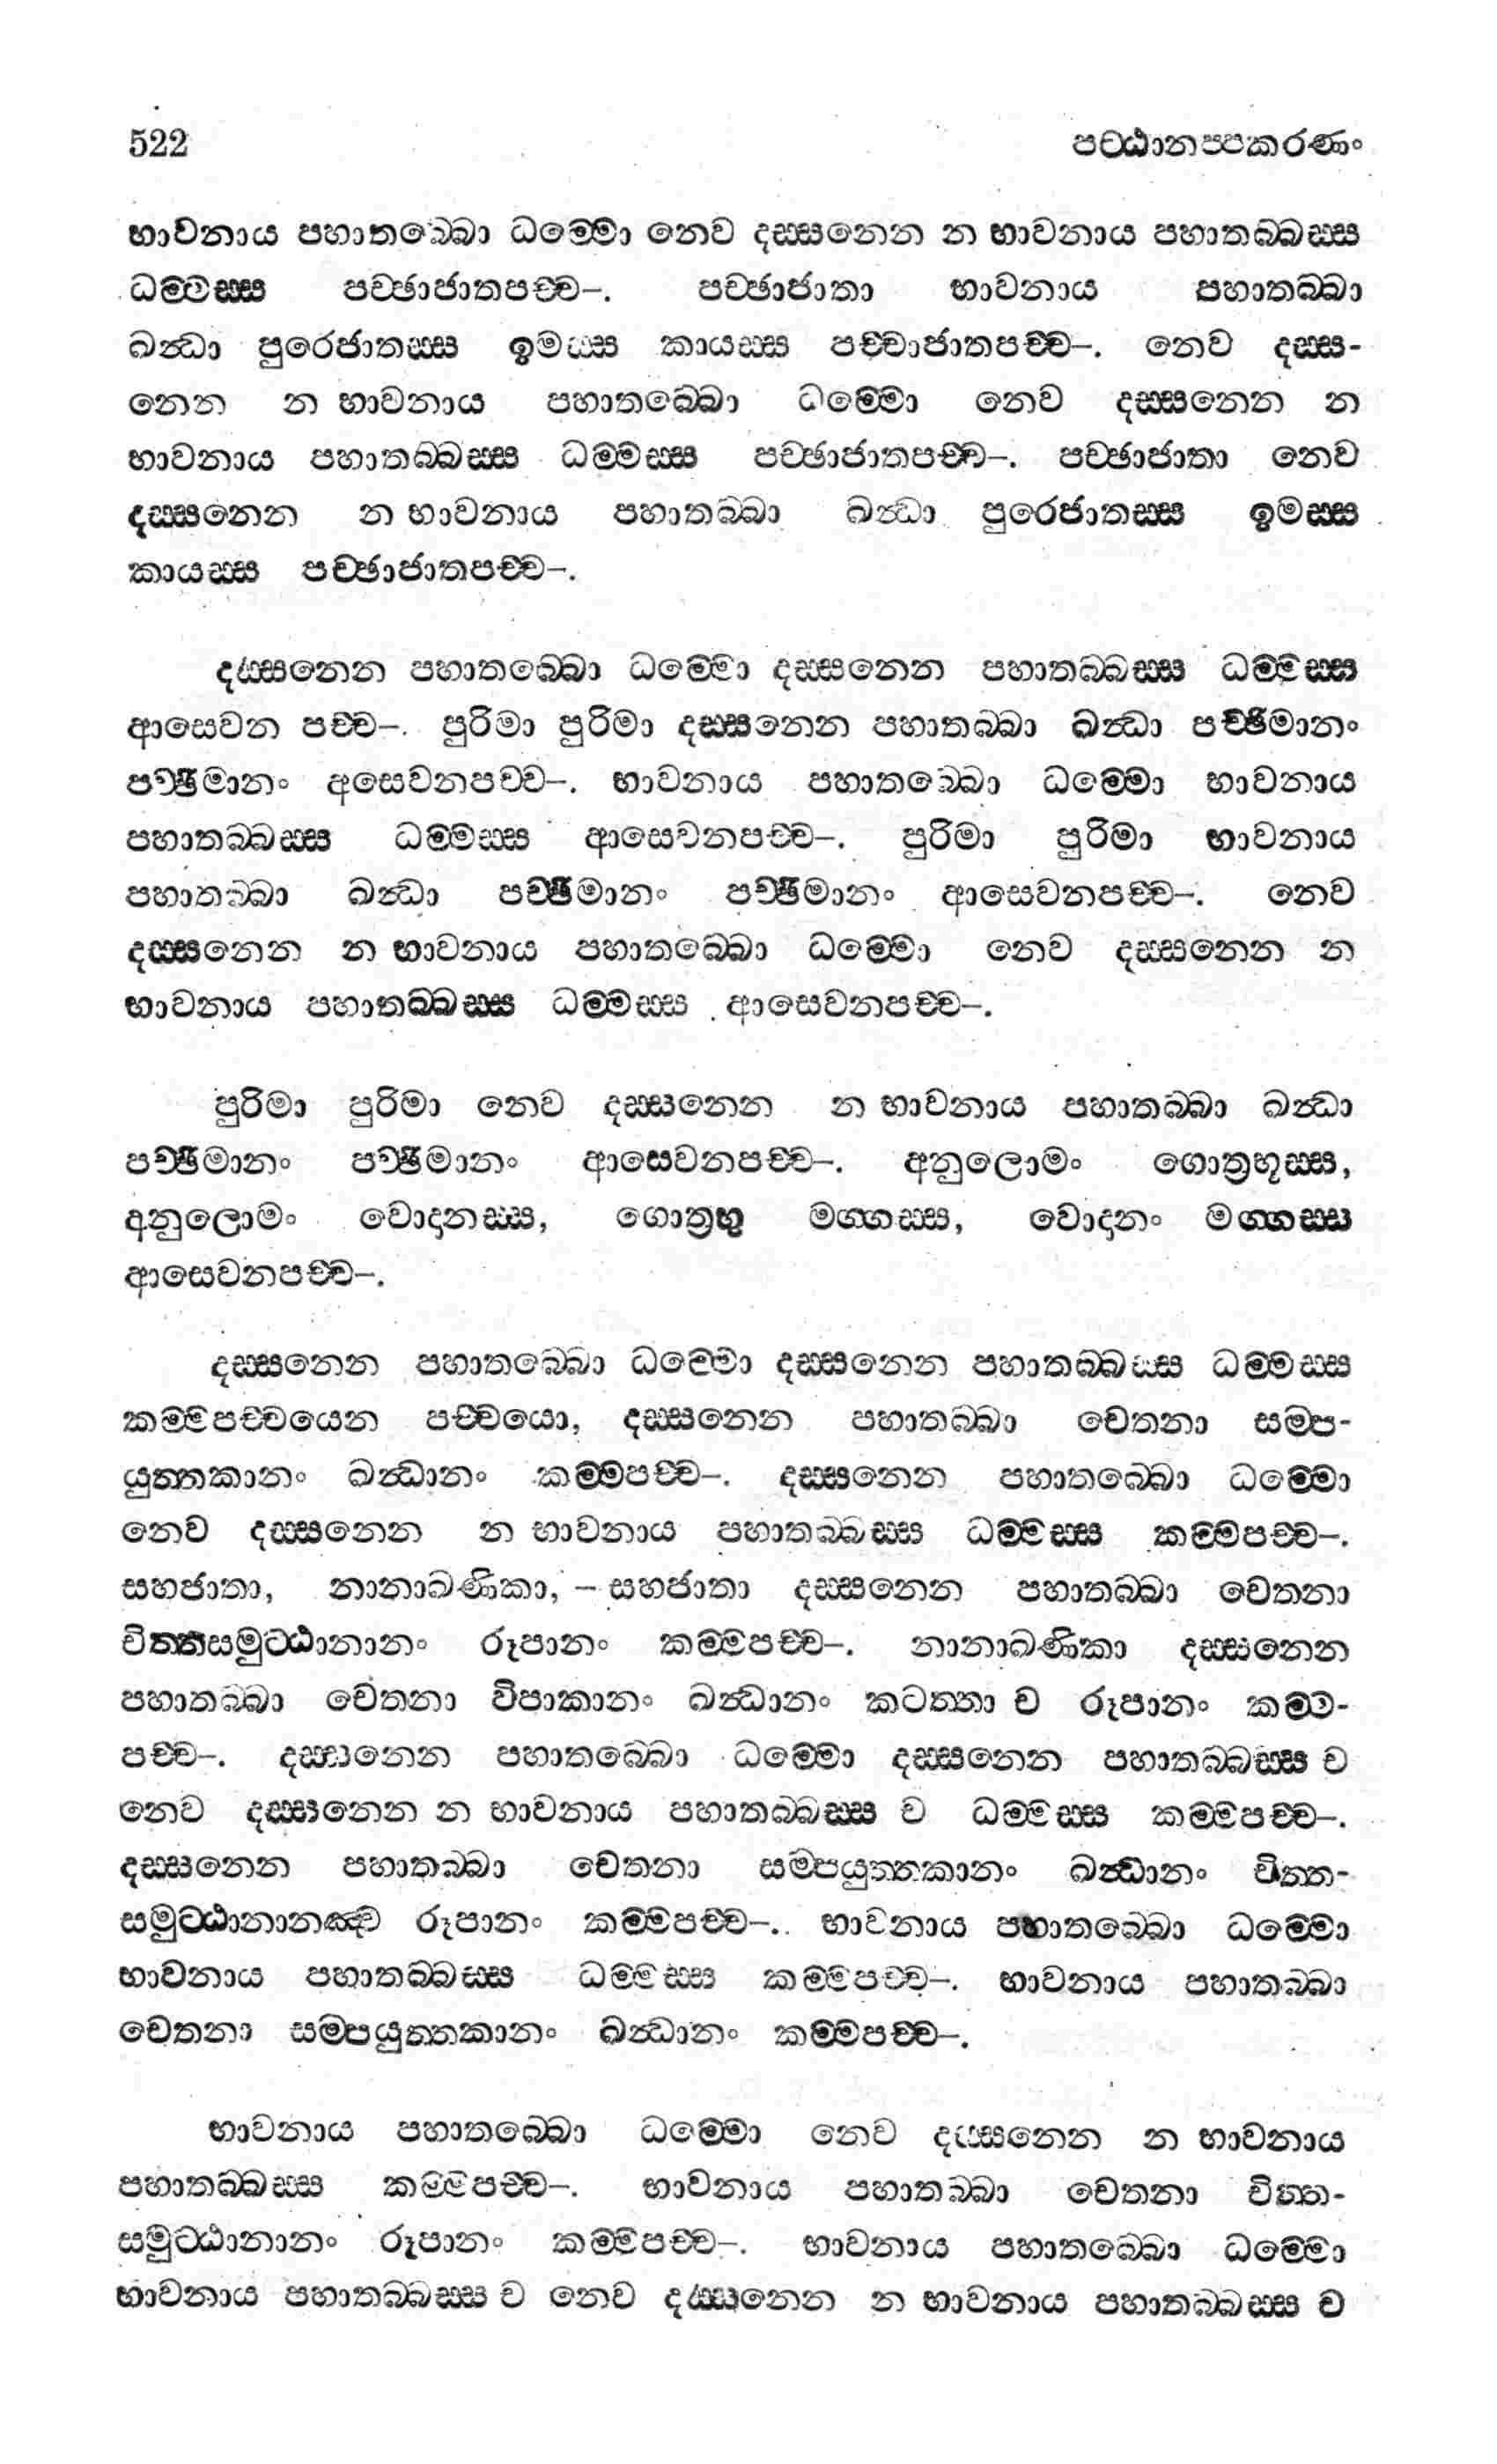 522 පට්ඨානප්පකරණං
භාවනාය පහාතබ්බො ධම්මො නෙව දස්සනෙන න භාවනාය පහාතබ්බස්ස
ධම්මස්ස පච්ඡාජාතපච්ච–. පච්ඡාජාතා භාවනාය පහාතබ්බා
ඛන්ධා පුරෙජාතස්ස ඉමස්ස කායස්ස පච්චාජාතපච්ච–. නෙව දස්ස-
නෙන න භාවනාය පහාතබ්බො ධම්මො නෙව දස්සනෙන න
භාවනාය පහාතබ්බස්ස ධම්මස්ස පච්ඡාජාතපච්ච–. පච්ඡාජාතා නෙව
දස්සනෙන න භාවනාය පහාතබ්බා ඛන්ධා පුරෙජාතස්ස ඉමස්ස
කායස්ස පච්ඡාජාතපච්ච–.
දස්සනෙන පහාතබ්බො ධම්මො දස්සනෙන පහාතබ්බස්ස ධම්මස්ස
ආසෙවන පච්ච–. පුරිමා පුරිමා දස්සනෙන පහාතබ්බා ඛන්ධා පච්ඡිමානං
පච්ඡිමානං අසෙවනපච්ච–. භාවනාය පහාතබ්බො ධම්මො භාවනාය
පහාතබ්බස්ස ධම්මස්ස ආසෙවනපච්ච–. පුරිමා පුරිමා භාවනාය
පහාතබ්බා ඛන්ධා පච්ඡිමානං පච්ඡිමානං ආසෙවනපච්ච–. නෙව
දස්සනෙන න භාවනාය පහාතබ්බො ධම්මො නෙව දස්සනෙන න
භාවනාය පහාතබ්බස්ස ධම්මස්ස ආසෙවනපච්ච–.
පුරිමා පුරිමා නෙව දස්සනෙන න භාවනාය පහාතබ්බා ඛන්ධා
පච්ඡිමානං පච්ඡිමානං ආසෙවනපච්ච–. අනුලොමං ගොත්‍රභූස්ස,
අනුලොමං වොදානස්ස, ගොත්‍රභු මග්ගස්ස, වොදානං මග්ගස්ස
ආසෙවනපච්ච–.
දස්සනෙන පහාතබ්බො ධම්මො දස්සනෙන පහාතබ්බස්ස ධම්මස්ස
කම්මපච්චයෙන පච්චයො, දස්සනෙන පහාතබ්බා චෙතනා සම්ප-
යුත්තකානං ඛන්ධානං කම්මපච්ච–. දස්සනෙන පහාතබ්බො ධම්මො
නෙව දස්සනෙන න භාවනාය පහාතබ්බස්ස ධම්මස්ස කම්මපච්ච–.
සහජාතා, නානාඛණිකා, – සහජාතා දස්සනෙන පහාතබ්බා චෙතනා
චිත්තසමුට්ඨානානං රූපානං කම්මපච්ච–. නානාඛණිකා දස්සනෙන
පහාතබ්බා චෙතනා විපාකානං ඛන්ධානං කටත්තා ච රූපානං කම්ම-
පච්ච–. දස්සනෙන පහාතබ්බො ධම්මො දස්සනෙන පහාතබ්බස්ස ච
නෙව දස්සනෙන න භාවනාය පහාතබ්බස්ස ච ධම්මස්ස කම්මපච්ච–.
දස්සනෙන පහාතබ්බා චෙතනා සම්පයුත්තකානං ඛන්ධානං චිත්ත-
සමුට්ඨානානඤ්ච රූපානං කම්මපච්ච–.. භාවනාය පහාතබ්බො ධම්මො
භාවනාය පහාතබ්බස්ස ධම්මස්ස කම්මපච්ච–. භාවනාය පහාතබ්බා
චෙතනා සම්පයුත්තකානං ඛන්ධානං කම්මපච්ච–.
භාවනාය පහාතබ්බො ධම්මො නෙව දස්සනෙන න භාවනාය
පහාතබ්බස්ස කම්මපච්ච–. භාවනාය පහාතබ්බා චෙතනා චිත්ත-
සමුට්ඨානානං රූපානං කම්මපච්ච–. භාවනාය පහාතබ්බො ධම්මො
භාවනාය පහාතබ්බස්ස ච නෙව දස්සනෙන න භාවනාය පහාතබ්බස්ස ච